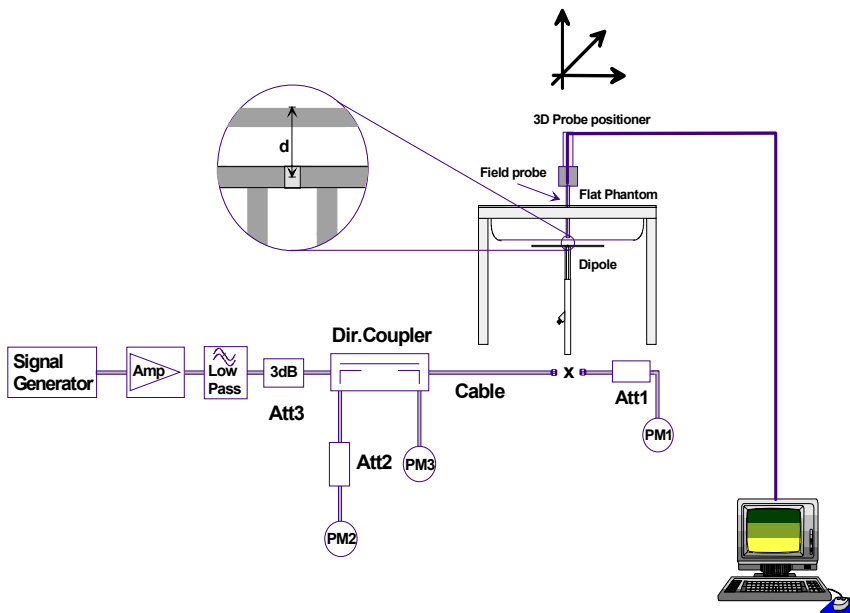 3D Probe positioner
d
Field probe
Flat Phantom
Dipole
Dir.Coupler
Signal
Generator
Amp
Low
Pass
3dB
Cable
x
Att1
Att3
PM1
Att2
PM3
PM2